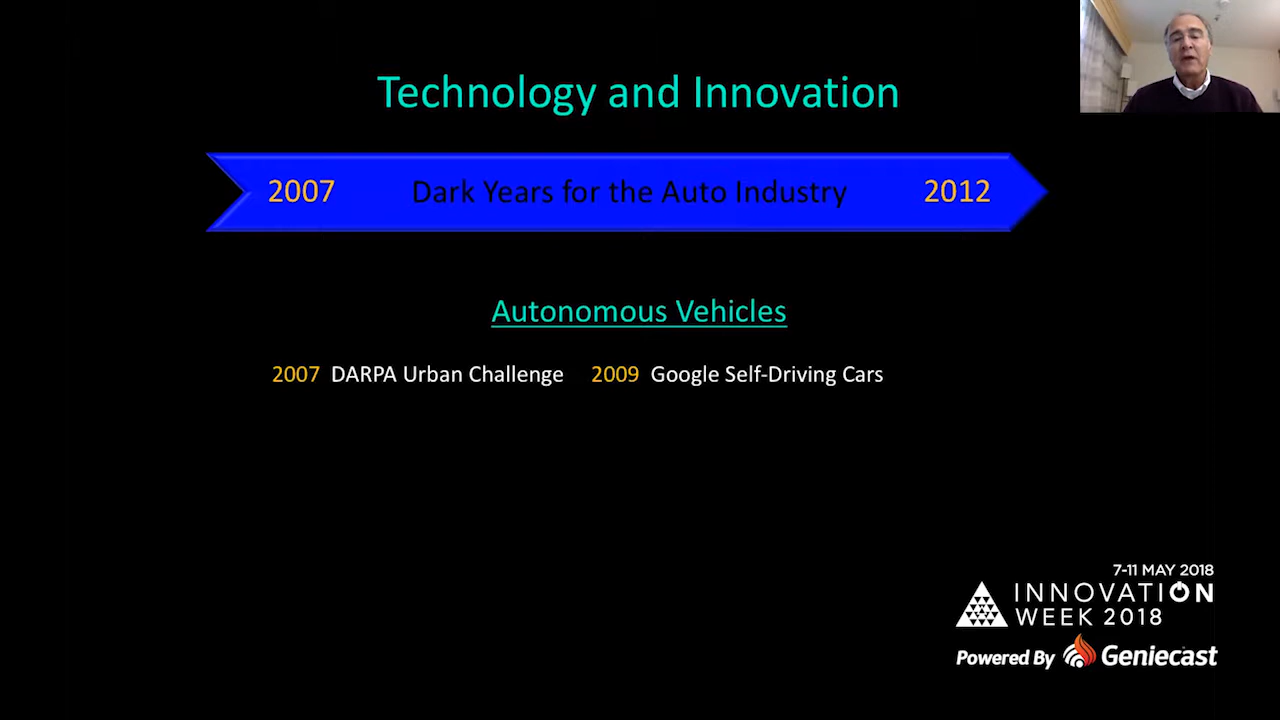 Technology and Innovation
2007 Dark Years for the Auto Industry 2012
Autonomous Vehicles
2007 DARPA Urban Challenge 2009 Google Self-Driving Cars
7-11 MAY 2018
INNOVATION
WEEK 2018
Powered By Geniecast